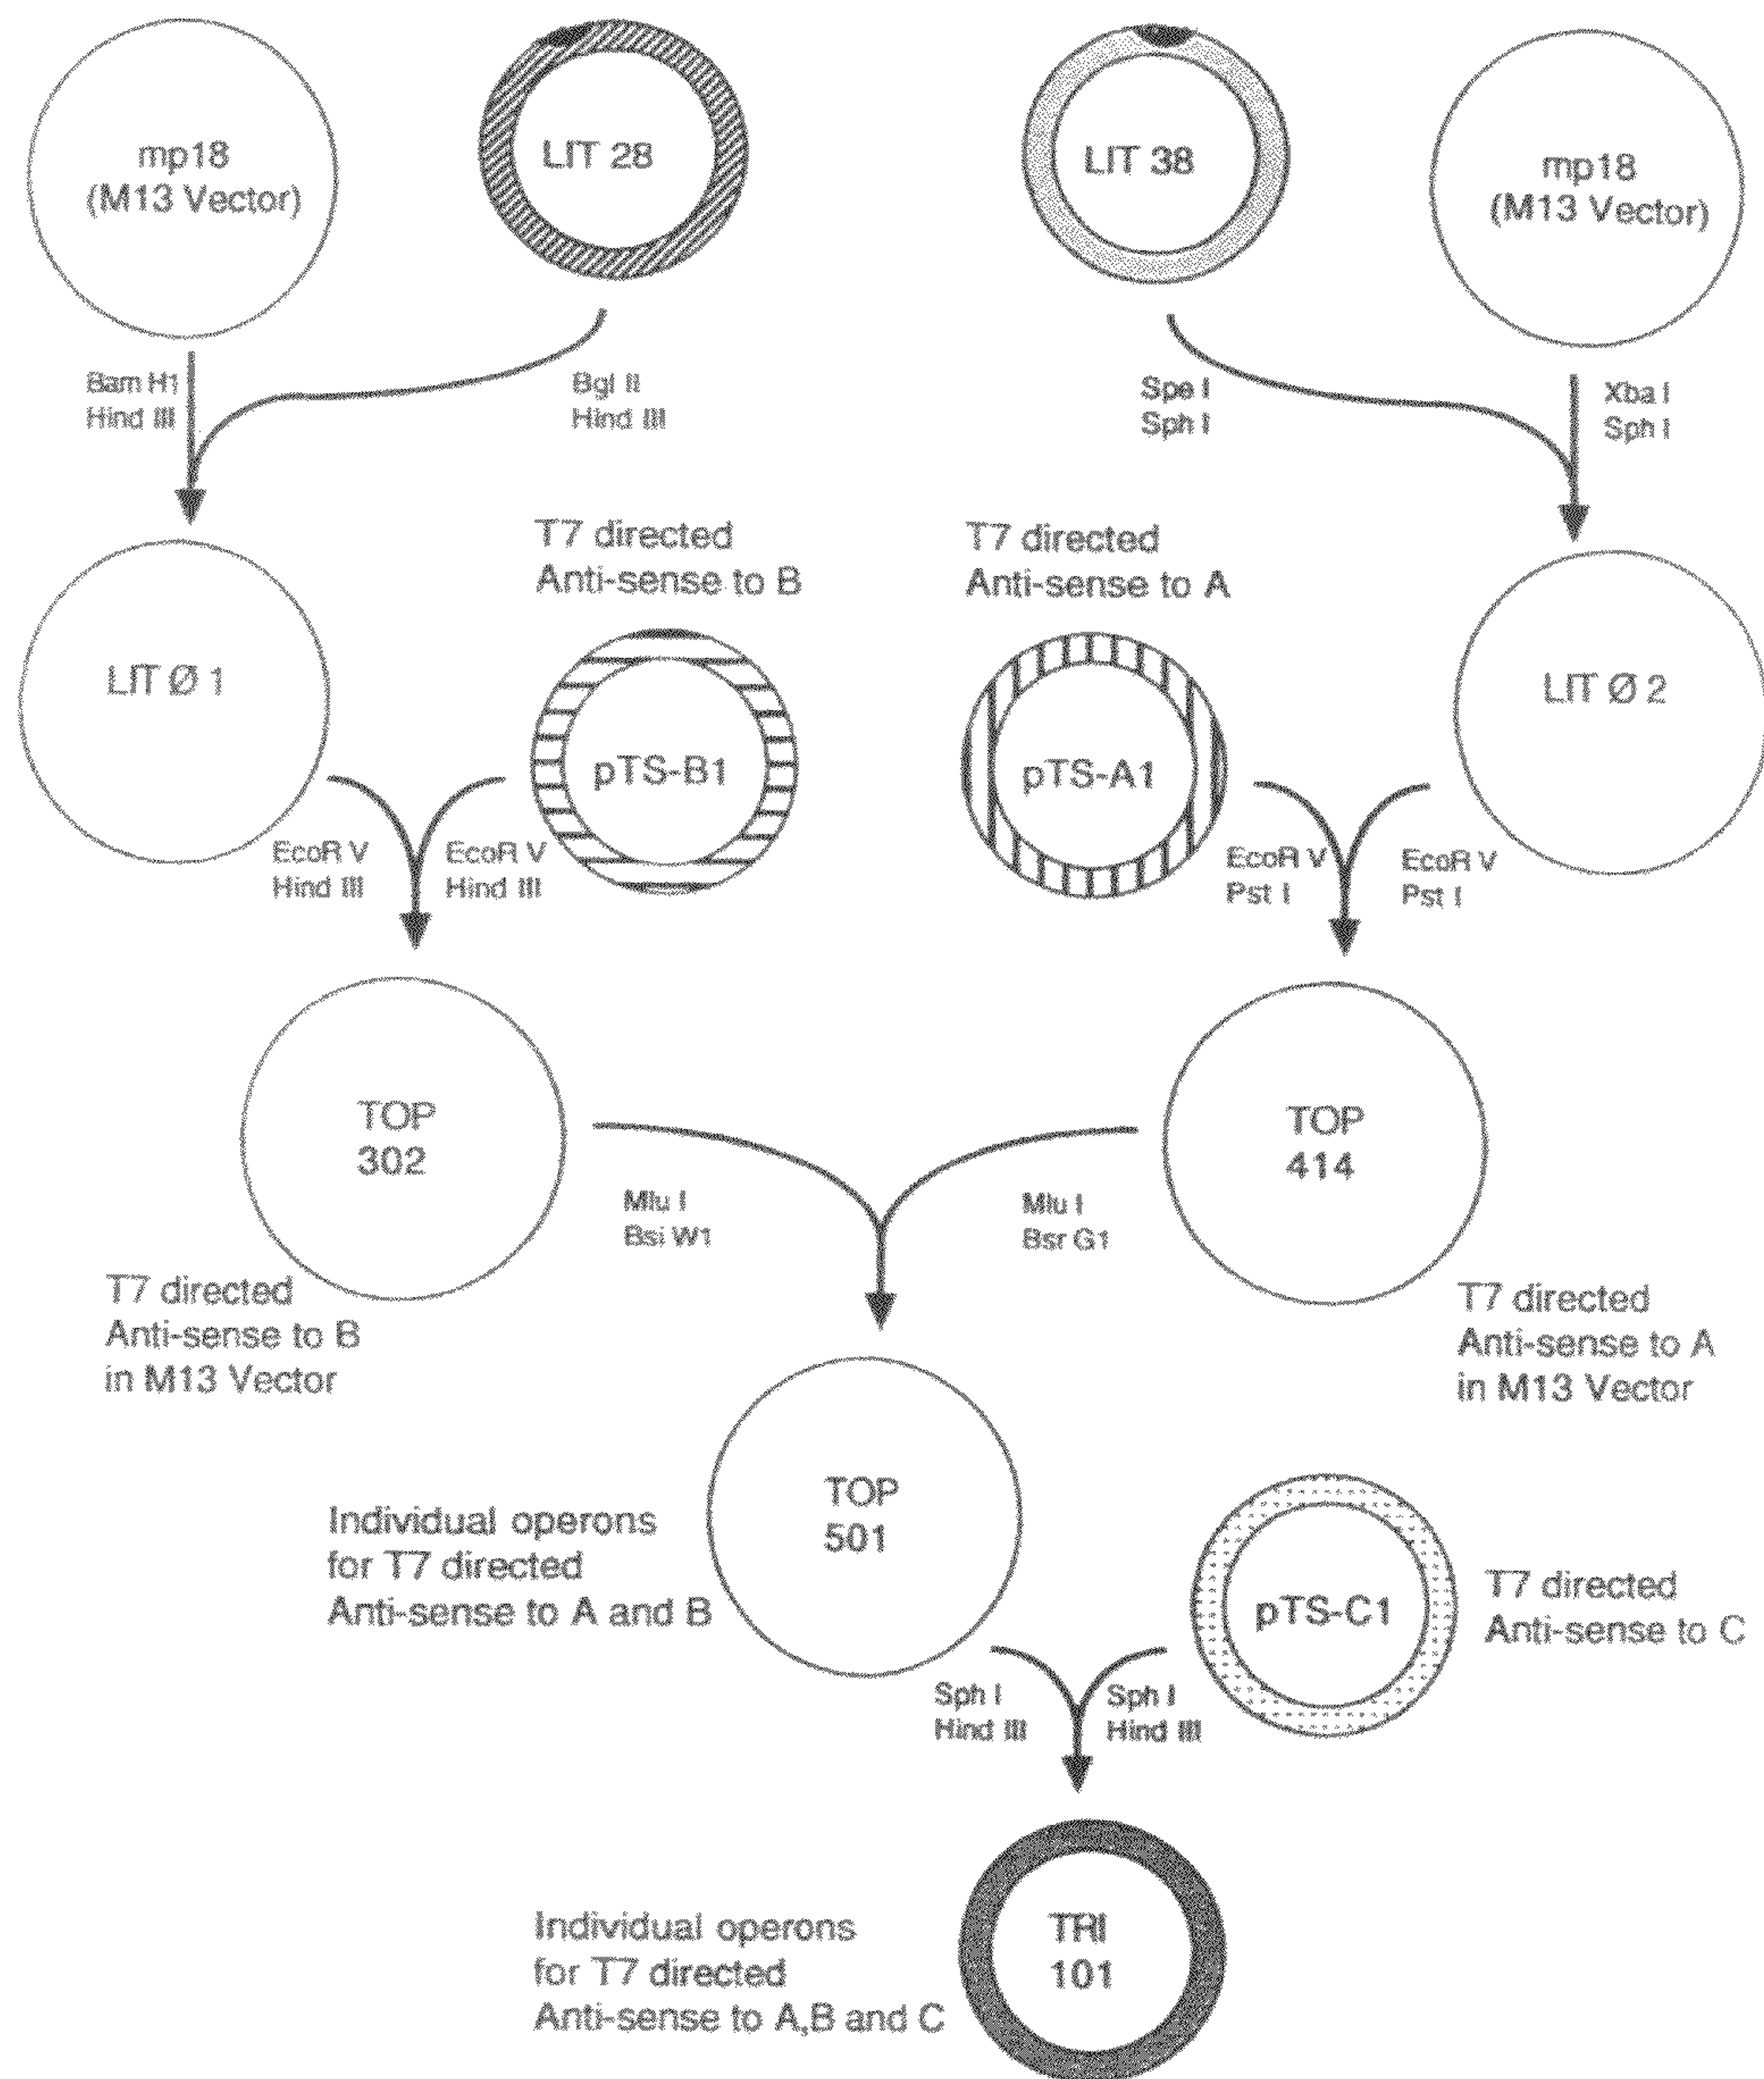 mp18
(M13 Vector)
LIT 28
LIT 38
mp18
(M13 Vector)
Bam H1
Hind III
Bgl II
Hind III
Spe I
Sph I
Xba I
Sph I
T7 directed
Anti-sense to B
T7 directed
Anti-sense to A
LIT Ø 1
pTS-B1
pTS-A1
LIT Ø 2
EcoR V
Hind III
EcoR V
Hind III
EcoR V
Pst I
EcoR V
Pst I
TOP
302
TOP
414
Mlu I
Bsi W1
Mlu I
Bsr G1
T7 directed
Anti-sense to B
in M13 Vector
T7 directed
Anti-sense to A
in M13 Vector
TOP
501
Individual operons
for T7 directed
Anti-sense to A and B
pTS-C1
T7 directed
Anti-sense to C
Sph I
Hind III
Sph I
Hind III
Individual operons
for T7 directed
Anti-sense to A,B and C
TRI
101